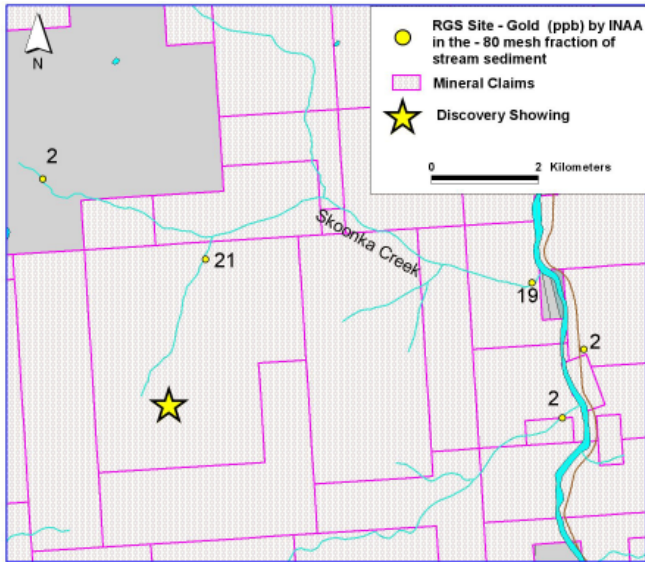 RGS Site - Gold (ppb) by INAA
in the - 80 mesh fraction of
stream sediment
Mineral Claims
Discovery Showing
0 2 Kilometers
N
2
21
Skoonka Creek
19
2
2